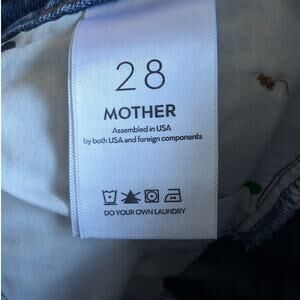 28
MOTHER
Assembled in USA
by both USA and foreign components
DO YOUR OWN LAUNDRY